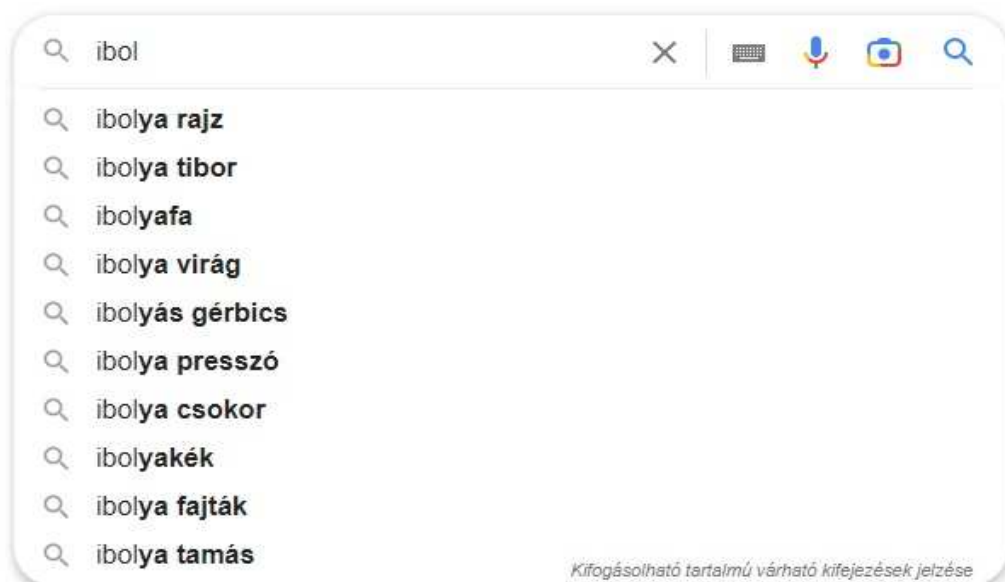 ibol
ibolya rajz
ibolya tibor
ibolyafa
ibolya virág
ibolyás gérbics
ibolya presszó
ibolya csokor
ibolyakék
ibolya fajták
ibolya tamás
Kifogásolható tartalmú várható kifejezések jelzése